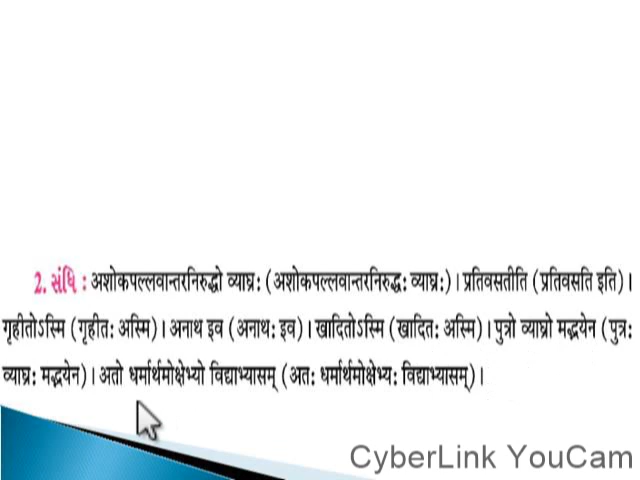 2. સંધિ : अशोकपल्लवान्तरनिरुद्धो व्याघ्रः (अशोकपल्लवान्तरनिरुद्धः व्याघ्रः)। प्रतिवसतीति (प्रतिवसति इति)।
गृहीतोऽस्मि (गृहीतः अस्मि)। अनाथ इव (अनाथः इव)। खादितोऽस्मि (खादितः अस्मि)। पुत्रो व्याघ्रो मद्भयेन (पुत्रः
व्याघ्रः मद्भयेन)। अतो धर्मार्थमोक्षेभ्यो विद्याभ्यासम् (अतः धर्मार्थमोक्षेभ्यः विद्याभ्यासम्)।
CyberLink YouCam